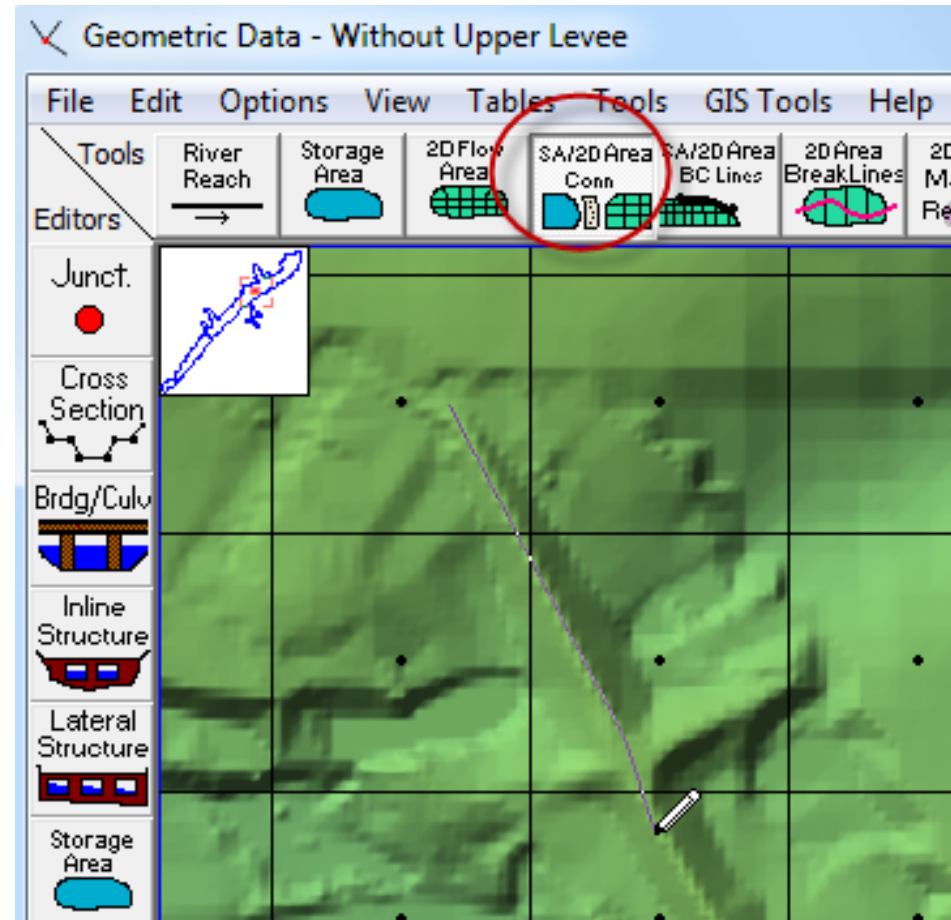 Geometric Data - Without Upper Levee
File Edit Options View Tables Tools GIS Tools Help
Tools
Editors
River
Reach
Storage
Area
2D Flow
Area
SA/2D Area
Conn
SA/2D Area
BC Lines
2D Area
BreakLines
2D
M
Re
Junct.
Cross
Section
Brdg/Culv
Inline
Structure
Lateral
Structure
Storage
Area